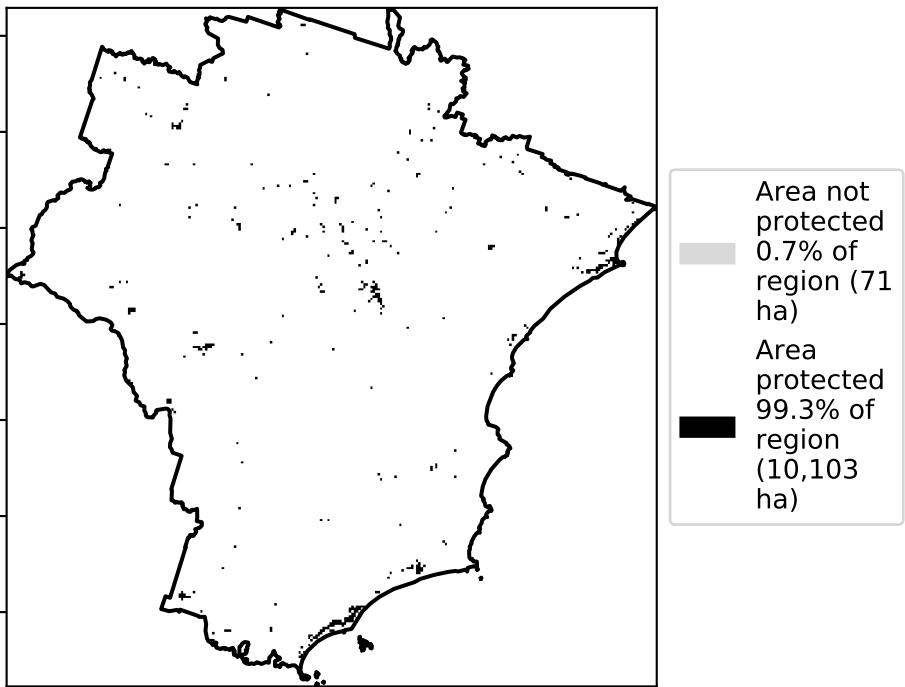 Area not
protected
0.7% of
region (71
ha)
Area
protected
99.3% of
region
(10,103
ha)